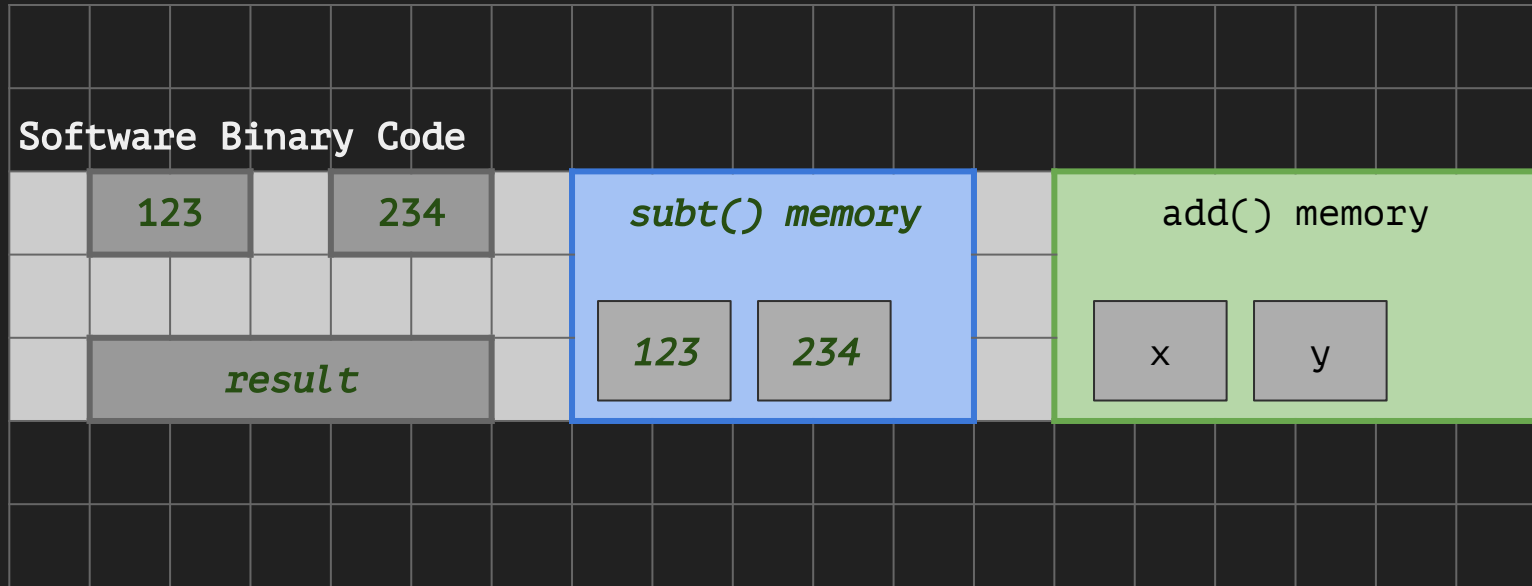 Software Binary Code
123
234
subt() memory
add() memory
123
234
x
y
result